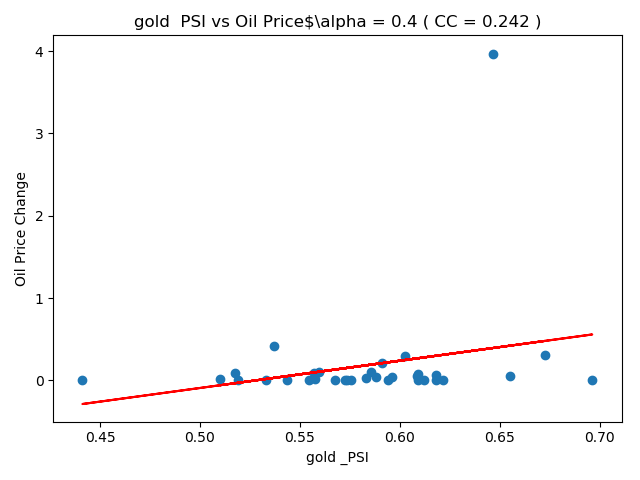 gold  PSI vs Oil Price$\alpha = 0.4 ( CC = 0.242 )
4
3
2
1
0
Oil Price Change
0.45 0.50 0.55 0.60 0.65 0.70
gold _PSI